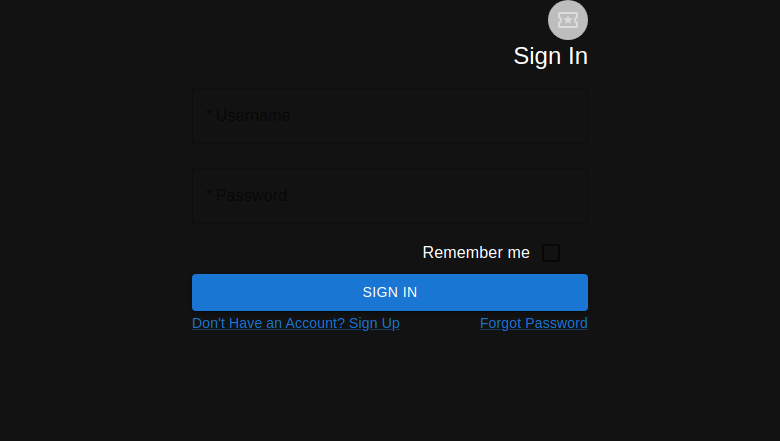 Sign In
* Username
* Password
Remember me
SIGN IN
Don't Have an Account? Sign Up
Forgot Password